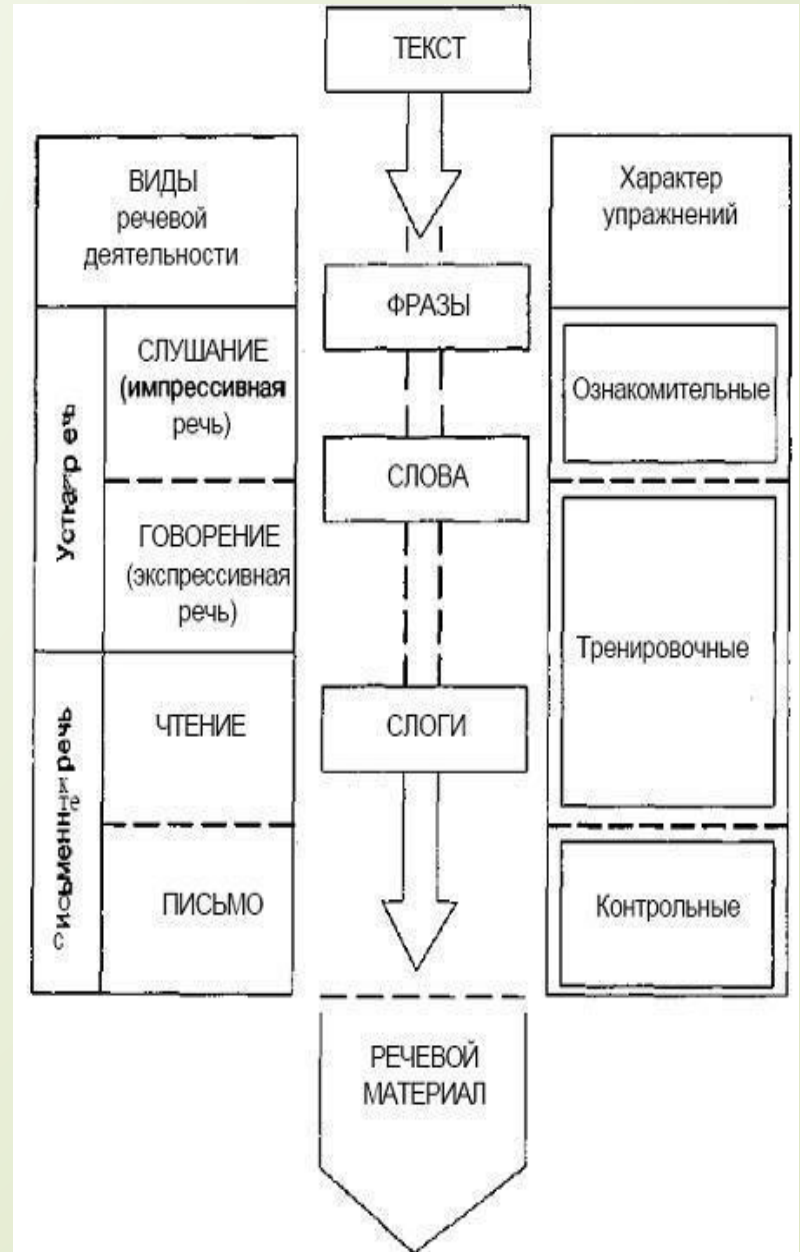 ТЕКСТ
ВИДЫ
речевой
деятельности
СЛУШАНИЕ
(импрессивная
речь)
ГОВОРЕНИЕ
(экспрессивная
речь)
речь
ЧТЕНИЕ
ПИСЬМО
ФРАЗЫ
СЛОВА
СЛОГИ
РЕЧЕВОЙ
МАТЕРИАЛ
Характер
упражнений
Ознакомительные
Тренировочные
Контрольные